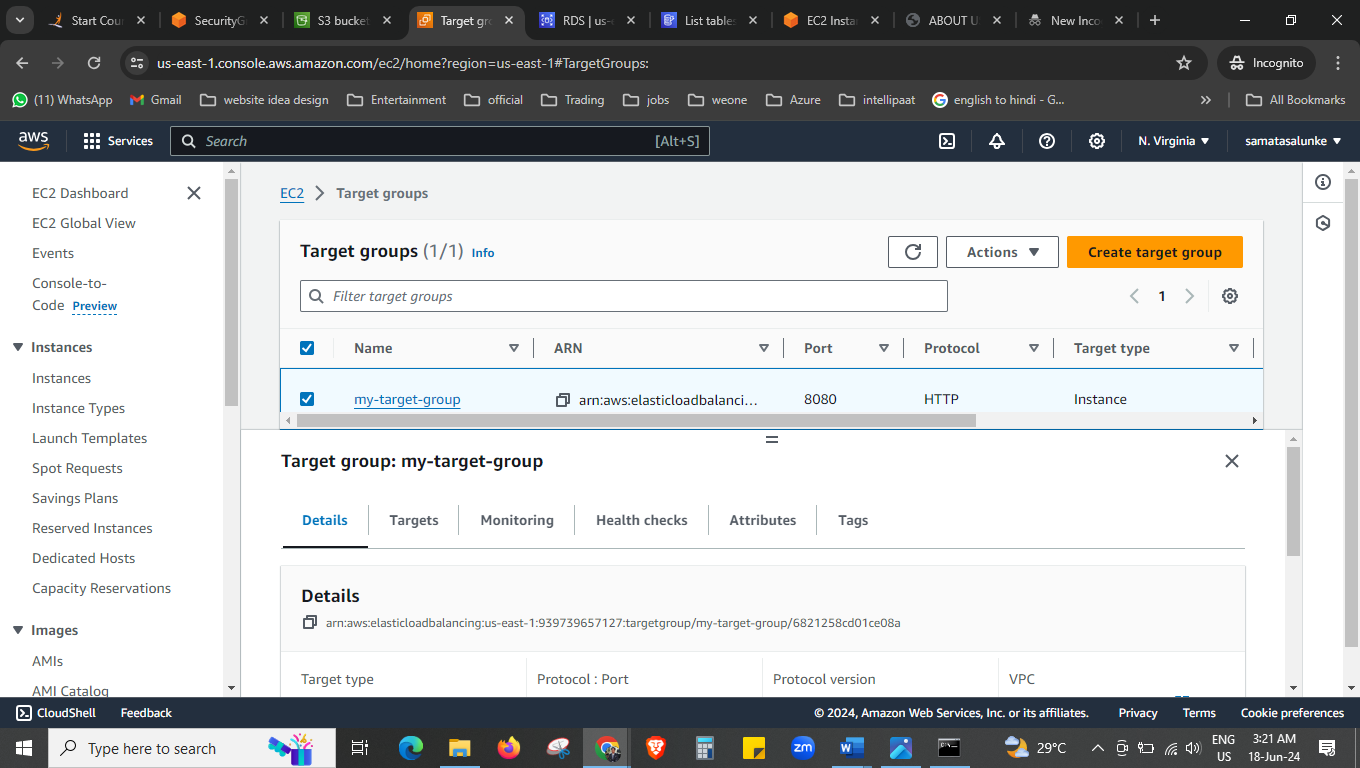 Start Cour
SecurityGr
S3 bucket
Target gro
RDS | us-e
List tables
EC2 Insta
ABOUT U
New Inco
us-east-1.console.aws.amazon.com/ec2/home?region=us-east-1#TargetGroups:
Incognito
(11) WhatsApp
Gmail
website idea design
Entertainment
official
Trading
jobs
weone
Azure
intellipaat
english to hindi - G...
All Bookmarks
aws
Services
Search
[Alt+S]
N. Virginia
samatasalunke
EC2 Dashboard
EC2 Global View
Events
Console-to-
Code Preview
Instances
Instances
Instance Types
Launch Templates
Spot Requests
Savings Plans
Reserved Instances
Dedicated Hosts
Capacity Reservations
Images
AMIs
AMI Catalog
EC2 > Target groups
Target groups (1/1) Info
Actions
Create target group
Filter target groups
1
Name ARN Port Protocol Target type
my-target-group arn:aws:elasticloadbalanci... 8080 HTTP Instance
Target group: my-target-group
Details Targets Monitoring Health checks Attributes Tags
Details
arn:aws:elasticloadbalancing:us-east-1:939739657127:targetgroup/my-target-group/6821258cd01ce08a
Target type Protocol : Port Protocol version VPC
CloudShell Feedback © 2024, Amazon Web Services, Inc. or its affiliates. Privacy Terms Cookie preferences
Type here to search
zm
29°C
ENG
US
3:21 AM
18-Jun-24